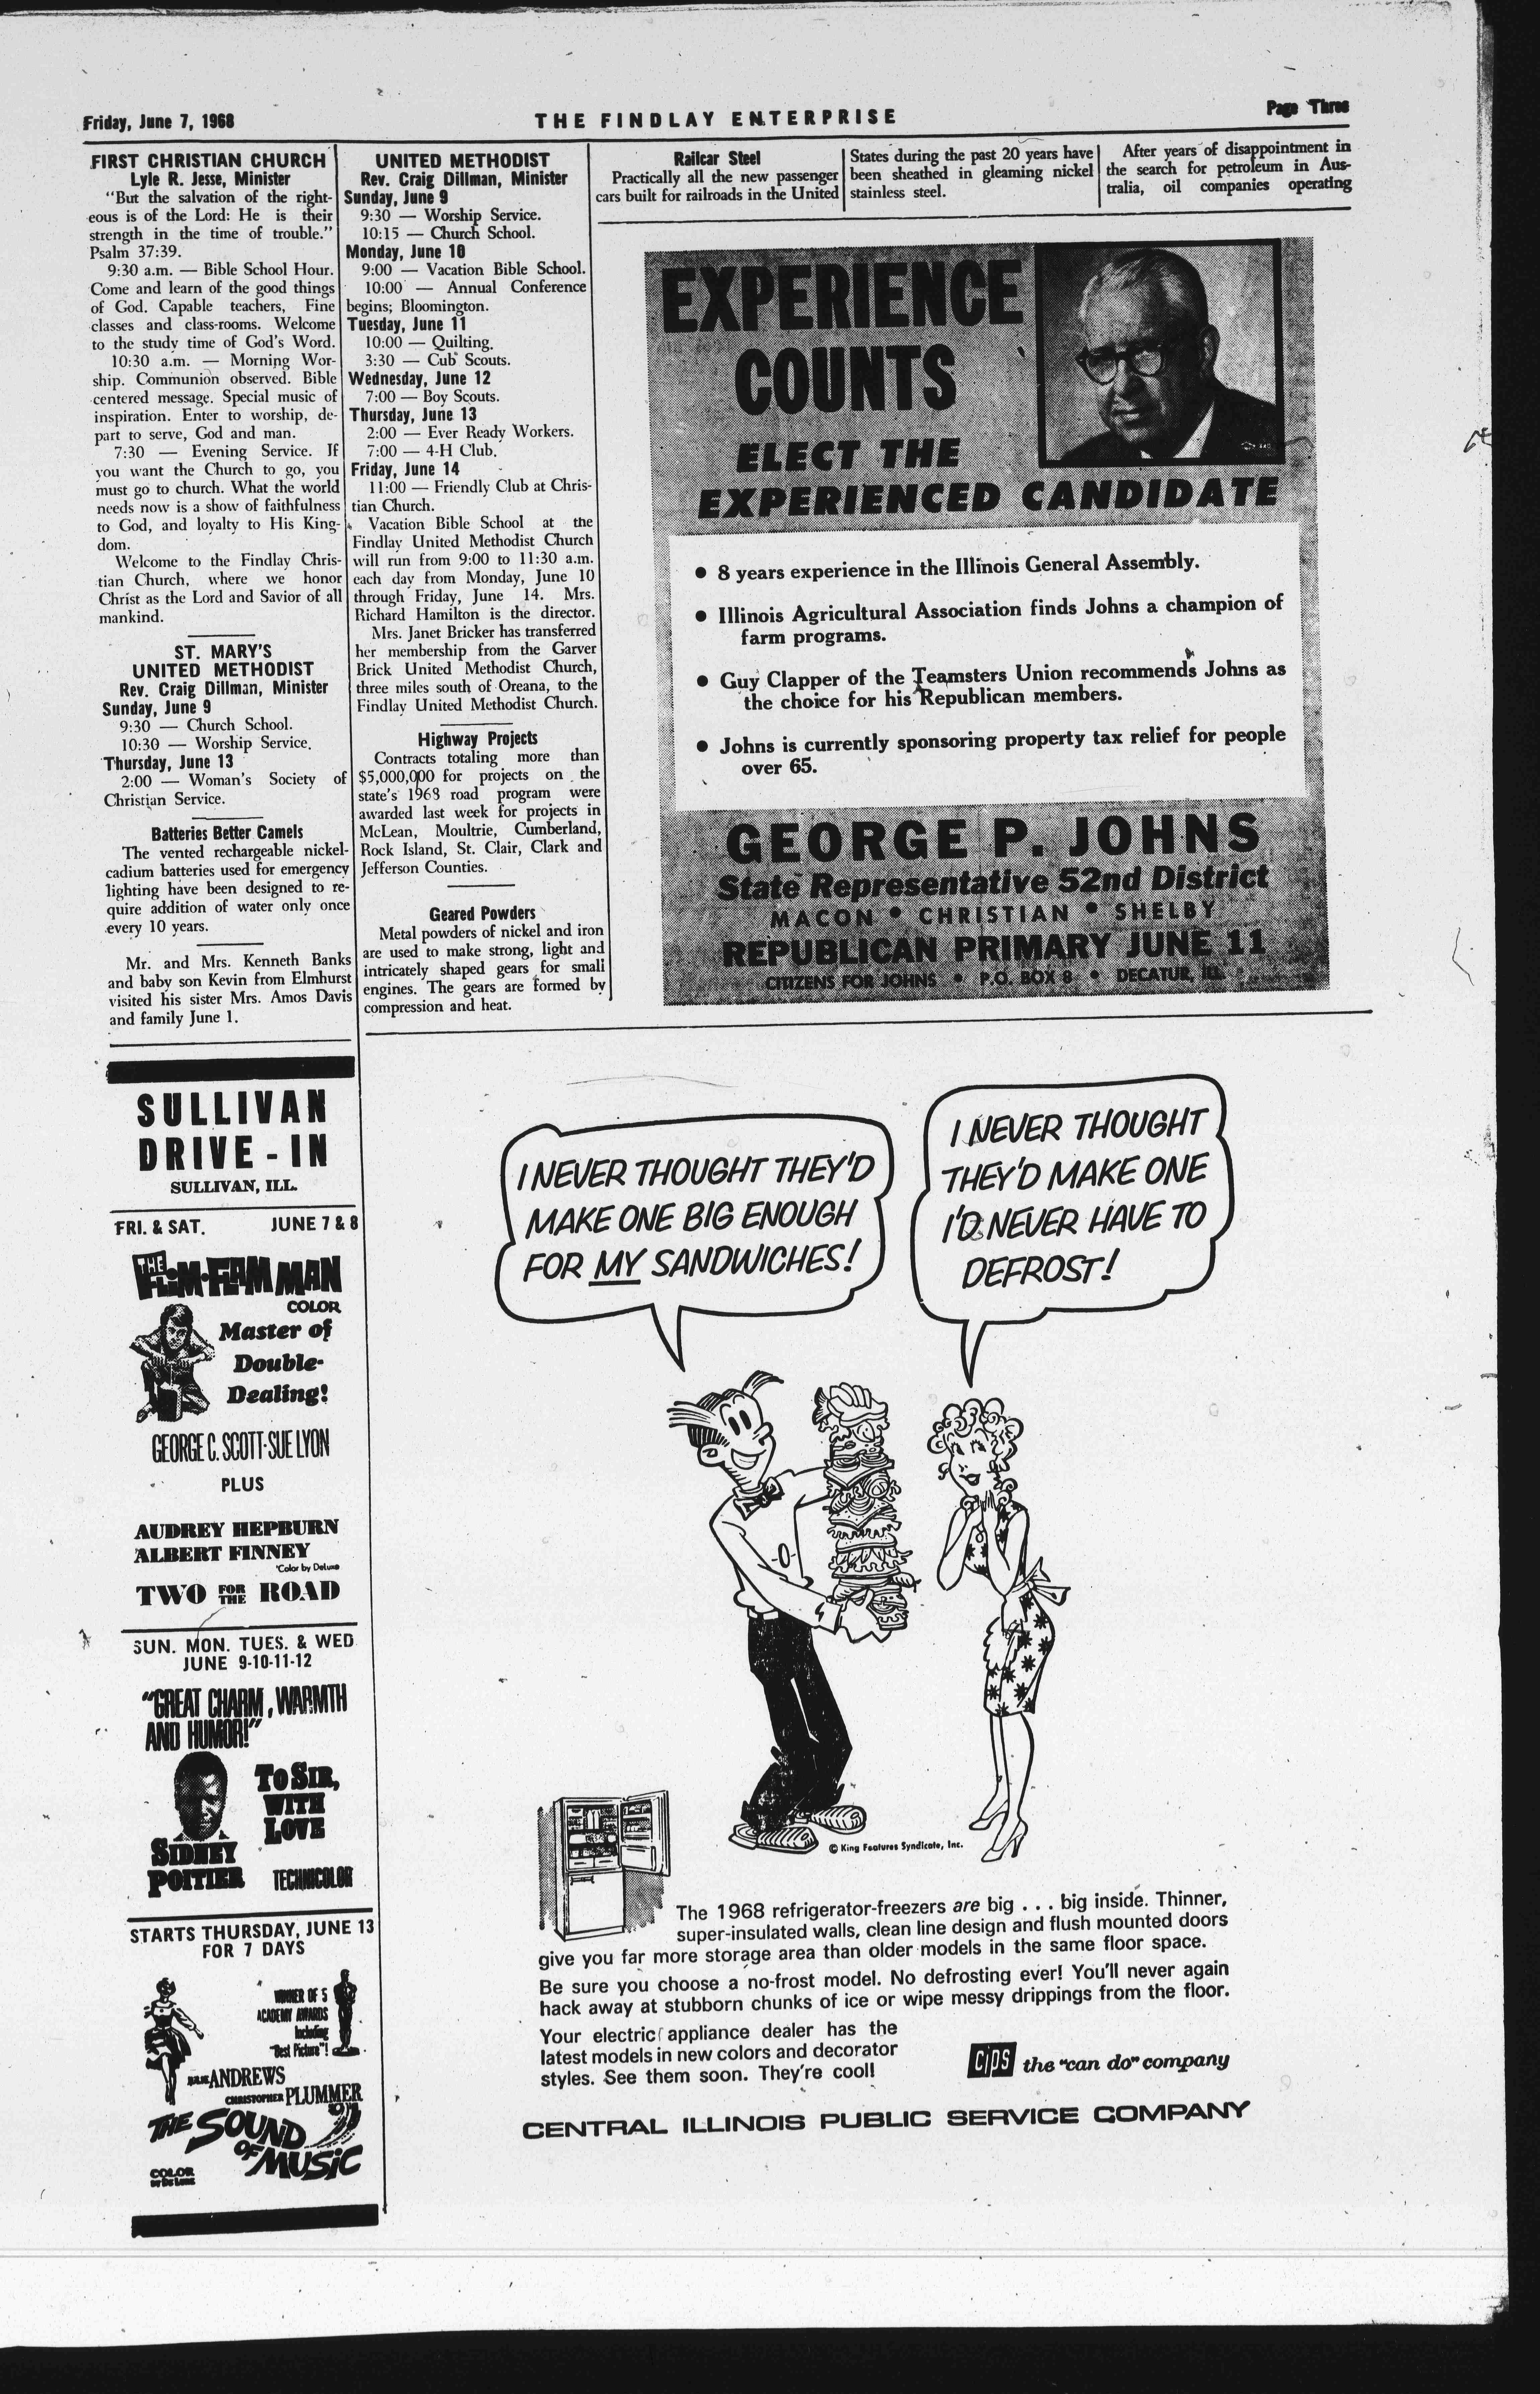 Friday, June 7, 1968
THE FINDLAY ENTERPRISE
Page Three
FIRST CHRISTIAN CHURCH
Lyle R. Jesse, Minister
"But the salvation of the right-
eous is of the Lord: He is their
strength in the time of trouble."
Psalm 37:39.
9:30 a.m. — Bible School Hour.
Come and learn of the good things
of God. Capable teachers, Fine
classes and class-rooms. Welcome
to the study time of God's Word.
10:30 a.m. — Morning Wor-
ship. Communion observed. Bible
centered message. Special music of
inspiration. Enter to worship, de-
part to serve, God and man.
7:30 — Evening Service. If
you want the Church to go, you
must go to church. What the world
needs now is a show of faithfulness
to God, and loyalty to His King-
dom.
Welcome to the Findlay Chris-
tian Church, where we honor
Christ as the Lord and Savior of all
mankind.
ST. MARY'S
UNITED METHODIST
Rev. Craig Dillman, Minister
Sunday, June 9
9:30 — Church School.
10:30 — Worship Service.
Thursday, June 13
2:00 — Woman's Society of
Christian Service.
Batteries Better Camels
The vented rechargeable nickel-
cadium batteries used for emergency
lighting have been designed to re-
quire addition of water only once
every 10 years.
Mr. and Mrs. Kenneth Banks
and baby son Kevin from Elmhurst
visited his sister Mrs. Amos Davis
and family June 1.
UNITED METHODIST
Rev. Craig Dillman, Minister
Sunday, June 9
9:30 — Worship Service.
10:15 — Church School.
Monday, June 10
9:00 — Vacation Bible School.
10:00 — Annual Conference
begins; Bloomington.
Tuesday, June 11
10:00 — Quilting.
3:30 — Cub Scouts.
Wednesday, June 12
7:00 — Boy Scouts.
Thursday, June 13
2:00 — Ever Ready Workers.
7:00 — 4-H Club.
Friday, June 14
11:00 — Friendly Club at Chris-
tian Church.
Vacation Bible School at the
Findlay United Methodist Church
will run from 9:00 to 11:30 a.m.
each day from Monday, June 10
through Friday, June 14. Mrs.
Richard Hamilton is the director.
Mrs. Janet Bricker has transferred
her membership from the Garver
Brick United Methodist Church,
three miles south of Oreana, to the
Findlay United Methodist Church.
Highway Projects
Contracts totaling more than
$5,000,000 for projects on the
state's 1968 road program were
awarded last week for projects in
McLean, Moultrie, Cumberland,
Rock Island, St. Clair, Clark and
Jefferson Counties.
Geared Powders
Metal powders of nickel and iron
are used to make strong, light and
intricately shaped gears for small
engines. The gears are formed by
compression and heat.
Railcar Steel
Practically all the new passenger
cars built for railroads in the United
States during the past 20 years have
been sheathed in gleaming nickel
stainless steel.
After years of disappointment in
the search for petroleum in Aus-
tralia, oil companies operating
EXPERIENCE
COUNTS
ELECT THE
EXPERIENCED CANDIDATE
• 8 years experience in the Illinois General Assembly.
• Illinois Agricultural Association finds Johns a champion of
farm programs.
• Guy Clapper of the Teamsters Union recommends Johns as
the choice for his Republican members.
• Johns is currently sponsoring property tax relief for people
over 65.
GEORGE P. JOHNS
State Representative 52nd District
MACON • CHRISTIAN • SHELBY
REPUBLICAN PRIMARY JUNE 11
CITIZENS FOR JOHNS • P.O. BOX 8 • DECATUR, ILL.
SULLIVAN
DRIVE-IN
SULLIVAN, ILL.
FRI. & SAT. JUNE 7 & 8
THE
FLIM-FLAM MAN
COLOR
Master of
Double-
Dealing!
GEORGE C. SCOTT·SUE LYON
PLUS
AUDREY HEPBURN
ALBERT FINNEY
Color by DeLuxe
TWO FOR THE ROAD
SUN. MON. TUES. & WED
JUNE 9-10-11-12
"GREAT CHARM, WARMTH
AND HUMOR!"
TO SIR,
WITH
LOVE
SIDNEY
POITIER
TECHNICOLOR
STARTS THURSDAY, JUNE 13
FOR 7 DAYS
WINNER OF 5
ACADEMY AWARDS
Including
"Best Picture"!
JULIE ANDREWS
CHRISTOPHER PLUMMER
THE SOUND
OF MUSIC
COLOR
BY DE LUXE
I NEVER THOUGHT THEY'D
MAKE ONE BIG ENOUGH
FOR MY SANDWICHES!
I NEVER THOUGHT
THEY'D MAKE ONE
I'D NEVER HAVE TO
DEFROST!
© King Features Syndicate, Inc.
The 1968 refrigerator-freezers are big . . . big inside. Thinner,
super-insulated walls, clean line design and flush mounted doors
give you far more storage area than older models in the same floor space.
Be sure you choose a no-frost model. No defrosting ever! You'll never again
hack away at stubborn chunks of ice or wipe messy drippings from the floor.
Your electric appliance dealer has the
latest models in new colors and decorator
styles. See them soon. They're cool!
cips the "can do" company
CENTRAL ILLINOIS PUBLIC SERVICE COMPANY